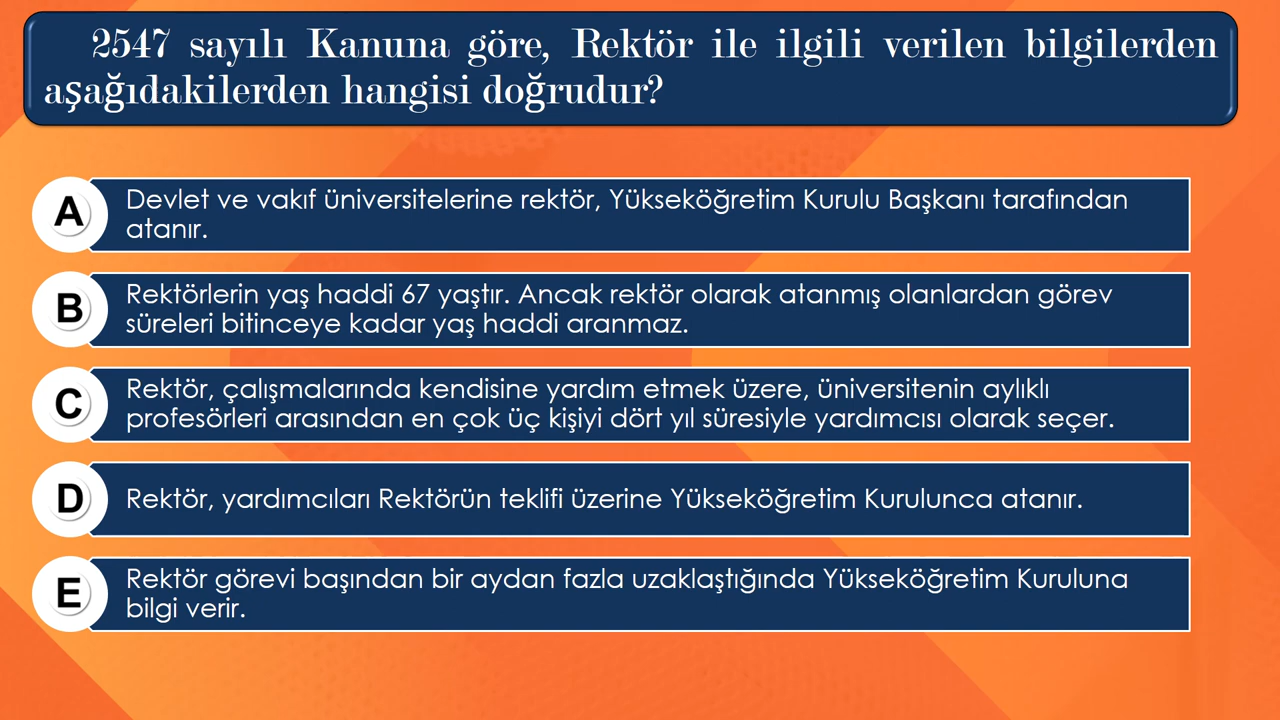 2547 sayılı Kanuna göre, Rektör ile ilgili verilen bilgilerden
aşağıdakilerden hangisi doğrudur?
A
Devlet ve vakıf üniversitelerine rektör, Yükseköğretim Kurulu Başkanı tarafından
atanır.
B
Rektörlerin yaş haddi 67 yaştır. Ancak rektör olarak atanmış olanlardan görev
süreleri bitinceye kadar yaş haddi aranmaz.
C
Rektör, çalışmalarında kendisine yardım etmek üzere, üniversitenin aylıklı
profesörleri arasından en çok üç kişiyi dört yıl süresiyle yardımcısı olarak seçer.
D
Rektör, yardımcıları Rektörün teklifi üzerine Yükseköğretim Kurulunca atanır.
E
Rektör görevi başından bir aydan fazla uzaklaştığında Yükseköğretim Kuruluna
bilgi verir.